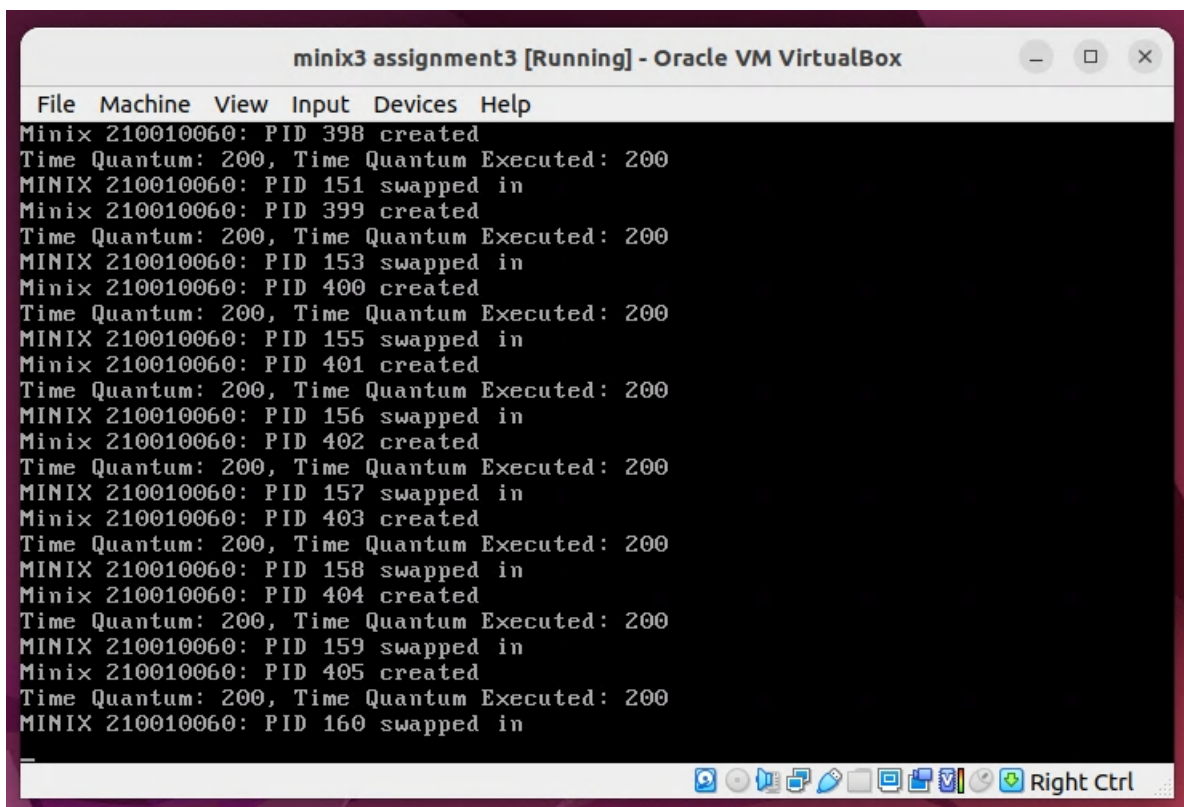 minix3 assignment3 [Running] - Oracle VM VirtualBox
File Machine View Input Devices Help
Minix 210010060: PID 398 created
Time Quantum: 200, Time Quantum Executed: 200
MINIX 210010060: PID 151 swapped in
Minix 210010060: PID 399 created
Time Quantum: 200, Time Quantum Executed: 200
MINIX 210010060: PID 153 swapped in
Minix 210010060: PID 400 created
Time Quantum: 200, Time Quantum Executed: 200
MINIX 210010060: PID 155 swapped in
Minix 210010060: PID 401 created
Time Quantum: 200, Time Quantum Executed: 200
MINIX 210010060: PID 156 swapped in
Minix 210010060: PID 402 created
Time Quantum: 200, Time Quantum Executed: 200
MINIX 210010060: PID 157 swapped in
Minix 210010060: PID 403 created
Time Quantum: 200, Time Quantum Executed: 200
MINIX 210010060: PID 158 swapped in
Minix 210010060: PID 404 created
Time Quantum: 200, Time Quantum Executed: 200
MINIX 210010060: PID 159 swapped in
Minix 210010060: PID 405 created
Time Quantum: 200, Time Quantum Executed: 200
MINIX 210010060: PID 160 swapped in
Right Ctrl